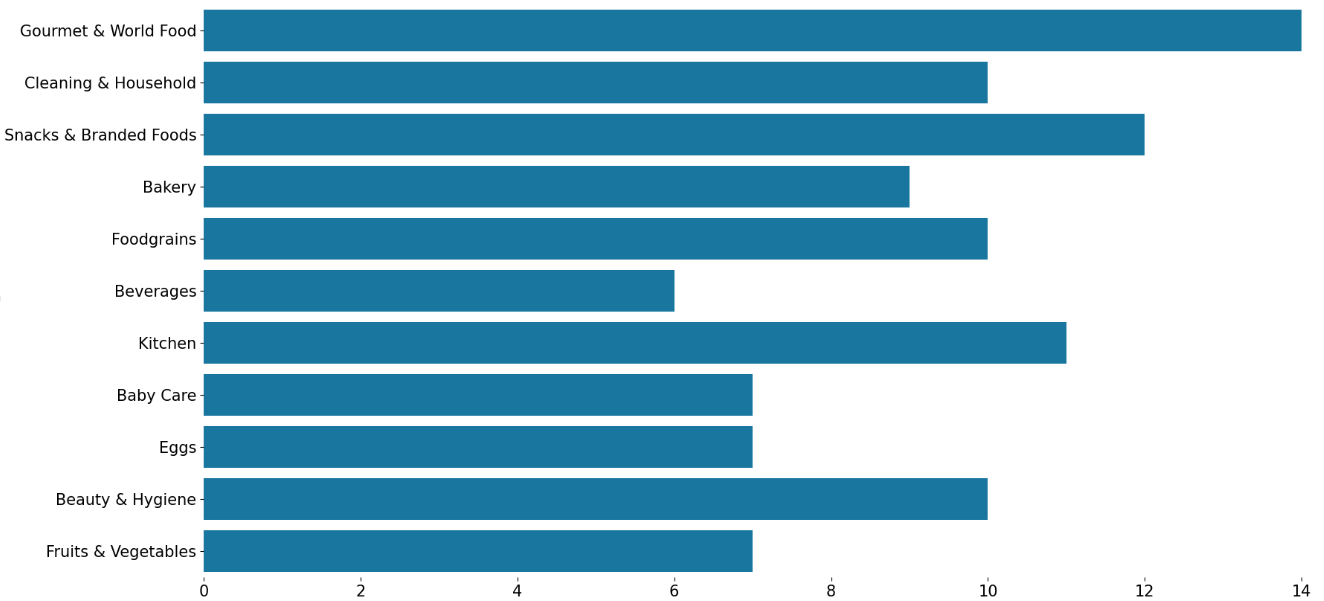 Gourmet & World Food
Cleaning & Household
Snacks & Branded Foods
Bakery
Foodgrains
Beverages
Kitchen
Baby Care
Eggs
Beauty & Hygiene
Fruits & Vegetables
0 2 4 6 8 10 12 14